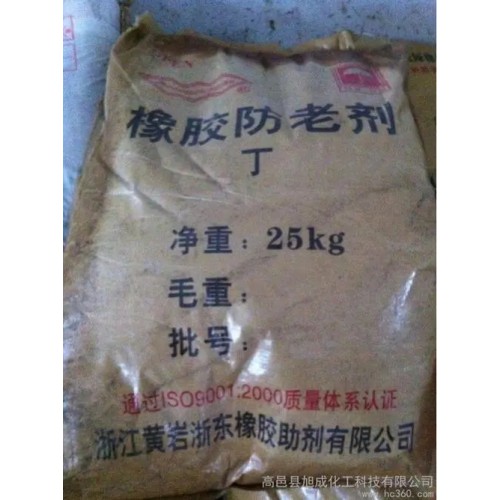 橡胶防老剂
丁
净重：25kg
毛重：
批号：
通过ISO9001:2000质量体系认证
浙江黄岩浙东橡胶助剂有限公司
高邑县旭成化工科技有限公司
www.hc360.com